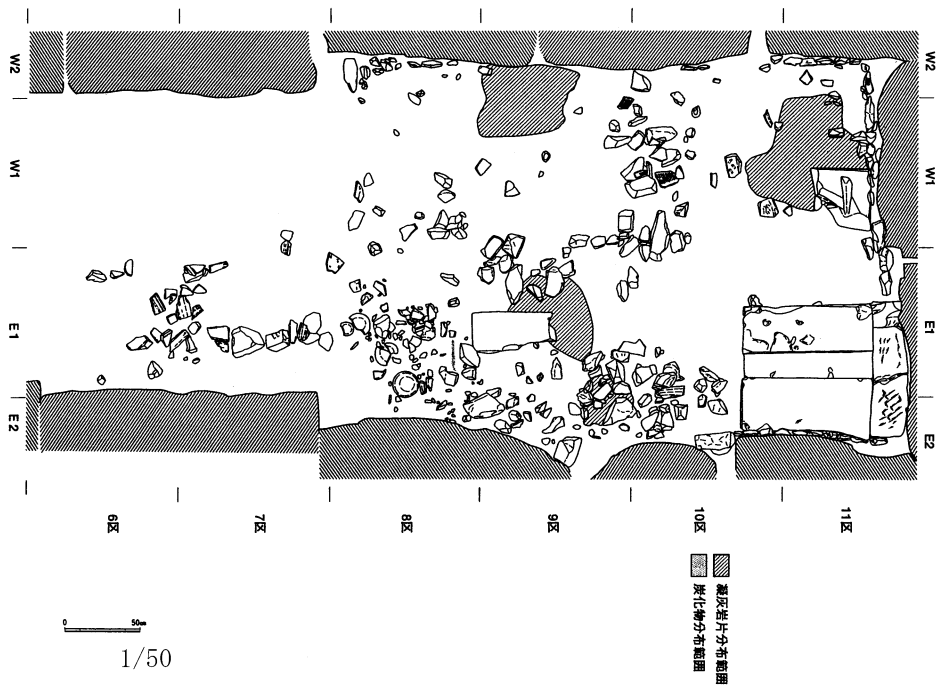 W2
W1
E1
E2
W2
W1
E1
E2
6区
7区
8区
9区
10区
11区
凝灰岩片分布範囲
炭化物分布範囲
0 50cm
1/50